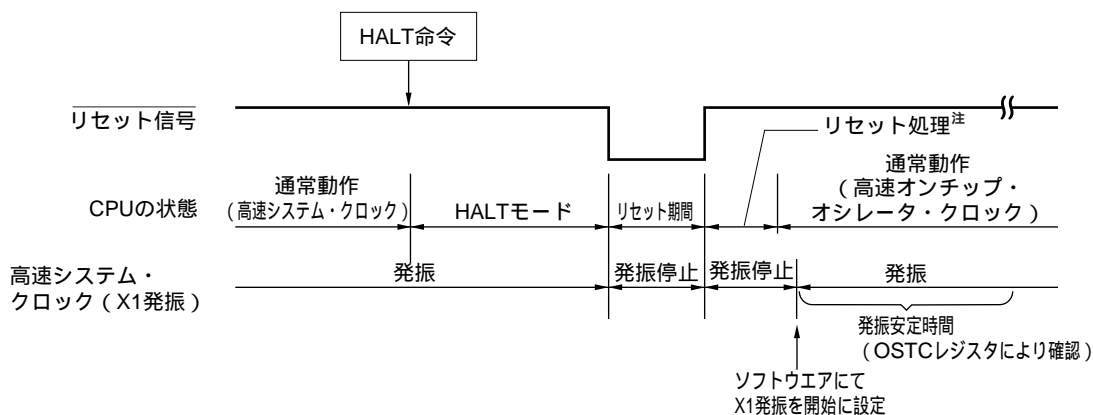 HALT命令
リセット信号
リセット処理注
CPUの状態
通常動作
(高速システム・クロック)
HALTモード
リセット期間
通常動作
(高速オンチップ・
オシレータ・クロック)
高速システム・
クロック(X1発振)
発振
発振停止
発振停止
発振
発振安定時間
(OSTCレジスタにより確認)
ソフトウエアにて
X1発振を開始に設定